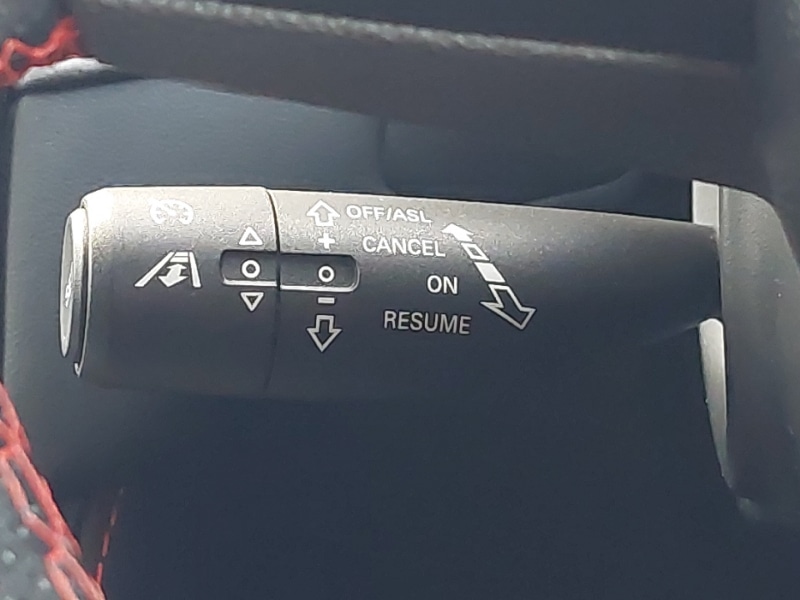 OFF/ASL
+ CANCEL
ON
-
RESUME